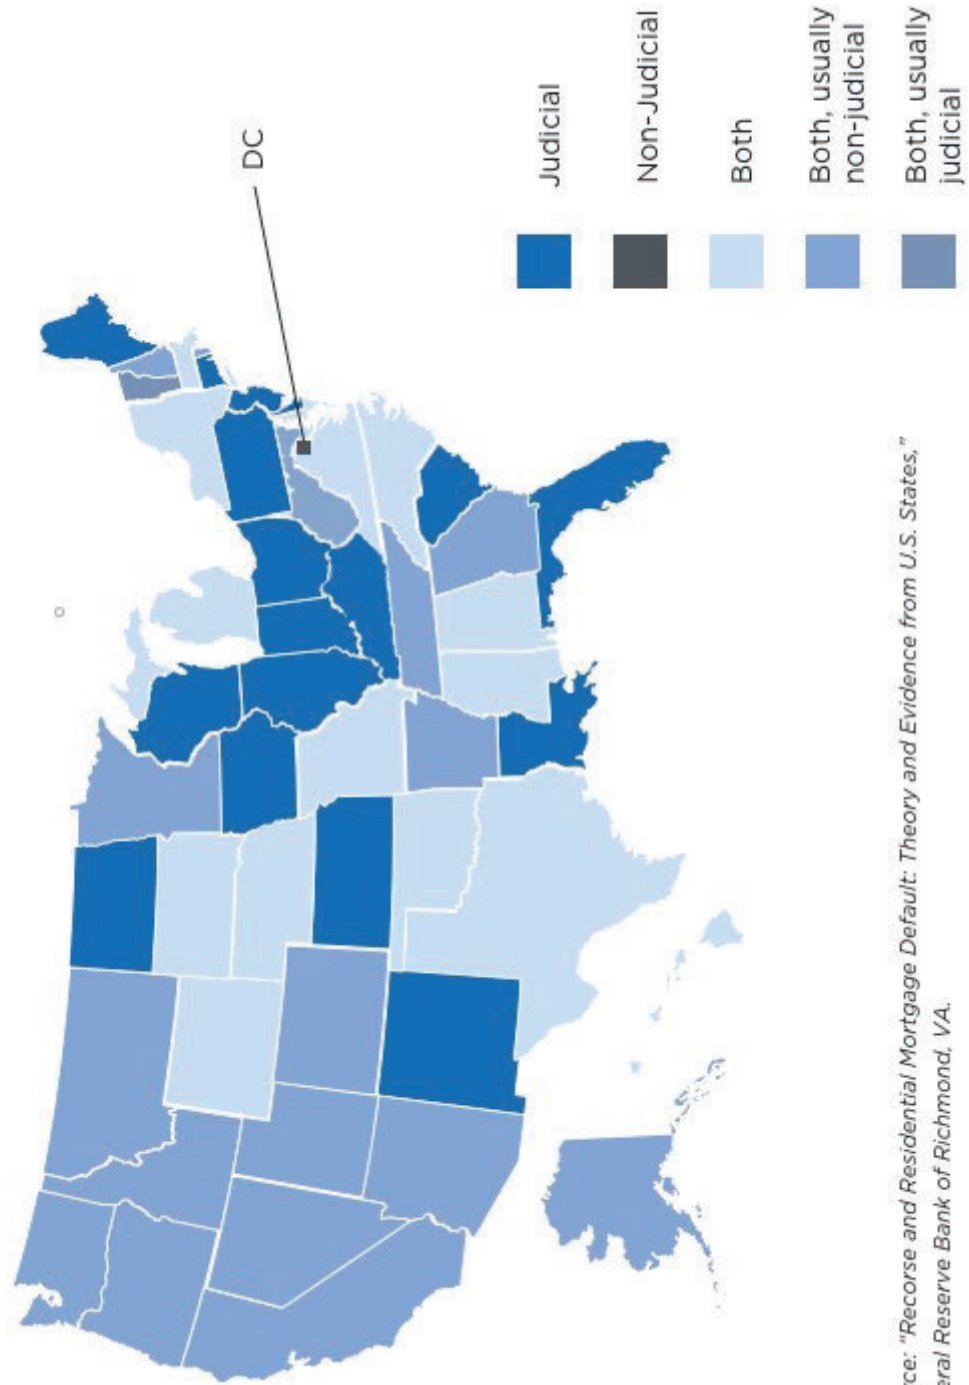 DC
Judicial
Non-Judicial
Both
Both, usually
non-judicial
Both, usually
judicial
rce: "Recorse and Residential Mortgage Default: Theory and Evidence from U.S. States,"
eral Reserve Bank of Richmond, VA.